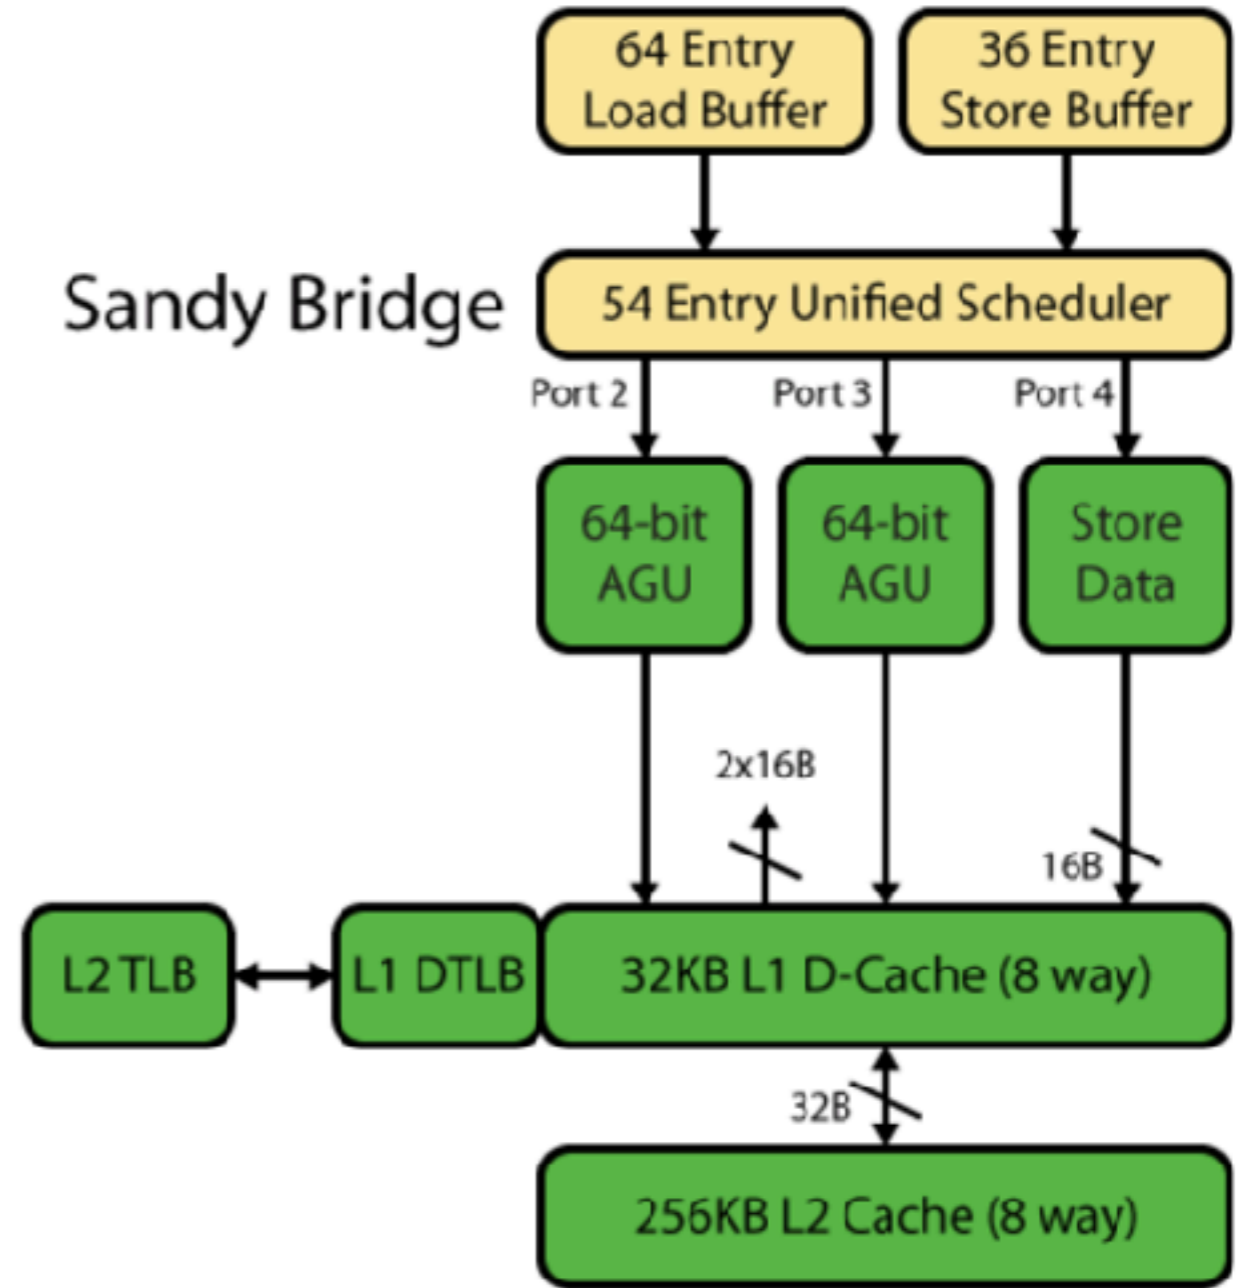 64 Entry
Load Buffer
36 Entry
Store Buffer
Sandy Bridge
54 Entry Unified Scheduler
Port 2
Port 3
Port 4
64-bit
AGU
64-bit
AGU
Store
Data
2x16B
16B
L2 TLB
L1 DTLB
32KB L1 D-Cache (8 way)
32B
256KB L2 Cache (8 way)